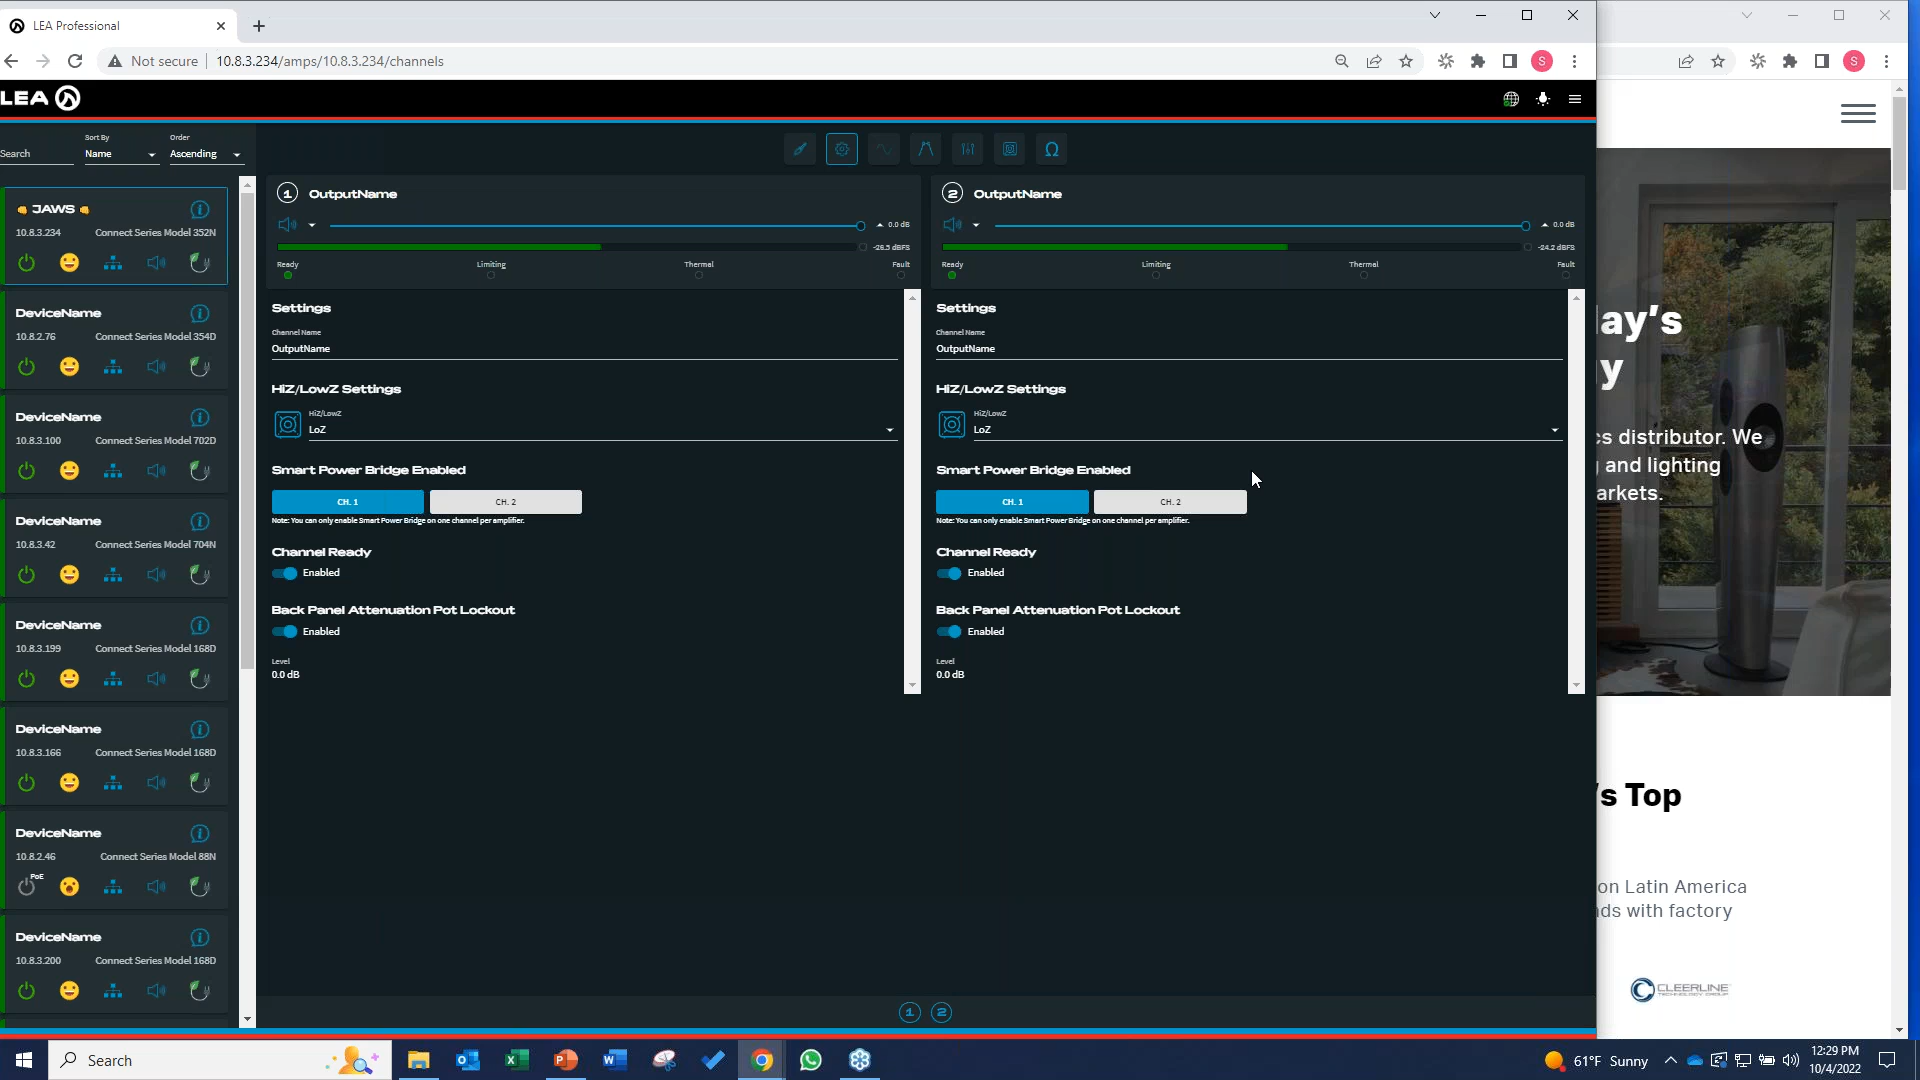 LEA Professional
Not secure
10.8.3.234/amps/10.8.3.234/channels
S
S
LEA
Search
Sort By
Name
Order
Ascending
JAWS
10.8.3.234 Connect Series Model 352N
DeviceName
10.8.2.76 Connect Series Model 354D
DeviceName
10.8.3.100 Connect Series Model 702D
DeviceName
10.8.3.42 Connect Series Model 704N
DeviceName
10.8.3.199 Connect Series Model 168D
DeviceName
10.8.3.166 Connect Series Model 168D
DeviceName
10.8.2.46 Connect Series Model 88N
PoE
DeviceName
10.8.3.200 Connect Series Model 168D
1 OutputName
0.0 dB
-26.5 dBFS
Ready Limiting Thermal Fault
Settings
Channel Name
OutputName
HiZ/LowZ Settings
HiZ/LowZ
LoZ
Smart Power Bridge Enabled
CH. 1 CH. 2
Note: You can only enable Smart Power Bridge on one channel per amplifier.
Channel Ready
Enabled
Back Panel Attenuation Pot Lockout
Enabled
Level
0.0 dB
2 OutputName
0.0 dB
-24.2 dBFS
Ready Limiting Thermal Fault
Settings
Channel Name
OutputName
HiZ/LowZ Settings
HiZ/LowZ
LoZ
Smart Power Bridge Enabled
CH. 1 CH. 2
Note: You can only enable Smart Power Bridge on one channel per amplifier.
Channel Ready
Enabled
Back Panel Attenuation Pot Lockout
Enabled
Level
0.0 dB
1 2
lay's
y
cs distributor. We
g and lighting
arkets.
's Top
on Latin America
nds with factory
CLEERLINE
TECHNOLOGY GROUP
Search
61°F Sunny
12:29 PM
10/4/2022